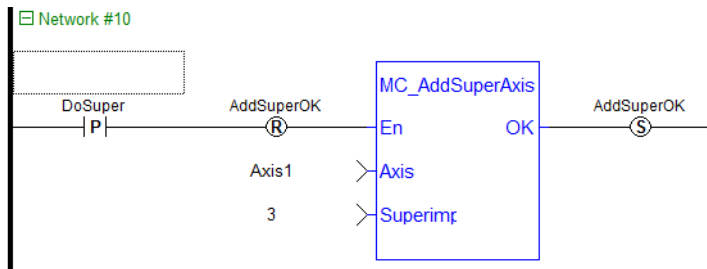 Network #10
MC_AddSuperAxis
DoSuper
AddSuperOK
AddSuperOK
P
R
En
OK
S
Axis1
Axis
3
Superimp